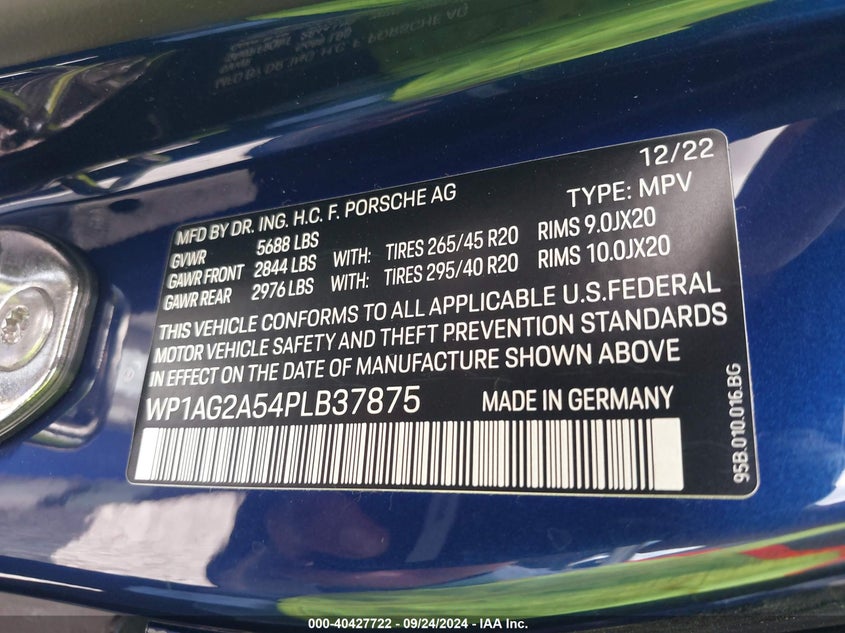 12/22
MFD BY DR. ING. H.C. F. PORSCHE AG TYPE: MPV
GVWR 5688 LBS
GAWR FRONT 2844 LBS WITH: TIRES 265/45 R20 RIMS 9.0JX20
GAWR REAR 2976 LBS WITH: TIRES 295/40 R20 RIMS 10.0JX20
THIS VEHICLE CONFORMS TO ALL APPLICABLE U.S.FEDERAL
MOTOR VEHICLE SAFETY AND THEFT PREVENTION STANDARDS
IN EFFECT ON THE DATE OF MANUFACTURE SHOWN ABOVE
WP1AG2A54PLB37875 MADE IN GERMANY
95B.010.016.BG
000-40427722 - 09/24/2024 - IAA Inc.